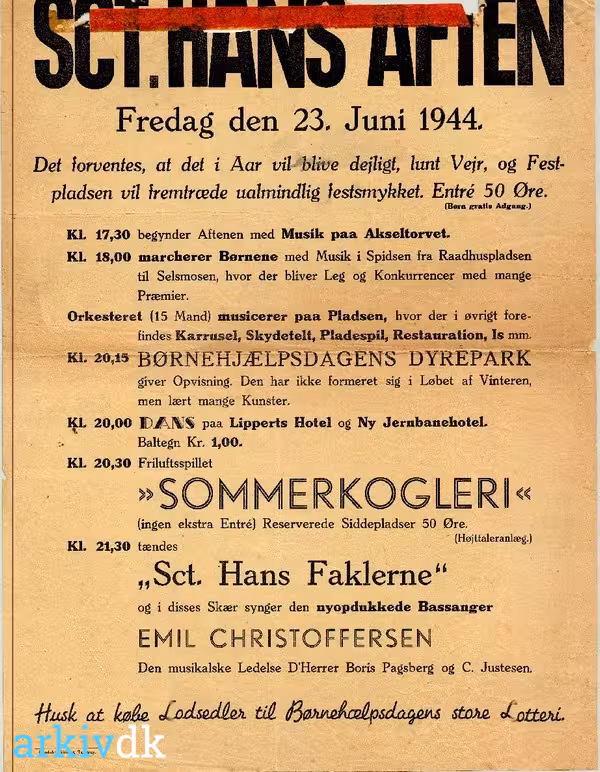 SCT. HANS AFTEN
Fredag den 23. Juni 1944.
Det forventes, at det i Aar vil blive dejligt, lunt Vejr, og Fest-
pladsen vil fremtræde ualmindlig festsmykket. Entré 50 Øre.
(Børn gratis Adgang.)
Kl. 17,30 begynder Aftenen med Musik paa Akseltorvet.
Kl. 18,00 marcherer Børnene med Musik i Spidsen fra Raadhuspladsen
til Selsmosen, hvor der bliver Leg og Konkurrencer med mange
Præmier.
Orkesteret (15 Mand) musicerer paa Pladsen, hvor der i øvrigt fore-
findes Karrusel, Skydetelt, Pladespil, Restauration, Is mm.
Kl. 20,15 BØRNEHJÆLPSDAGENS DYREPARK
giver Opvisning. Den har ikke formeret sig i Løbet af Vinteren,
men lært mange Kunster.
Kl. 20,00 DANS paa Lipperts Hotel og Ny Jernbanehotel.
Baltegn Kr. 1,00.
Kl. 20,30 Friluftsspillet
»SOMMERKOGLERI«
(ingen ekstra Entré) Reserverede Siddepladser 50 Øre.
(Højttaleranlæg.)
Kl. 21,30 tændes
„Sct. Hans Faklerne“
og i disses Skær synger den nyopdukkede Bassanger
EMIL CHRISTOFFERSEN
Den musikalske Ledelse D'Herrer Boris Pagsberg og C. Justesen.
Husk at købe Lodsedler til Børnehælpsdagens store Lotteri.
arkivdk